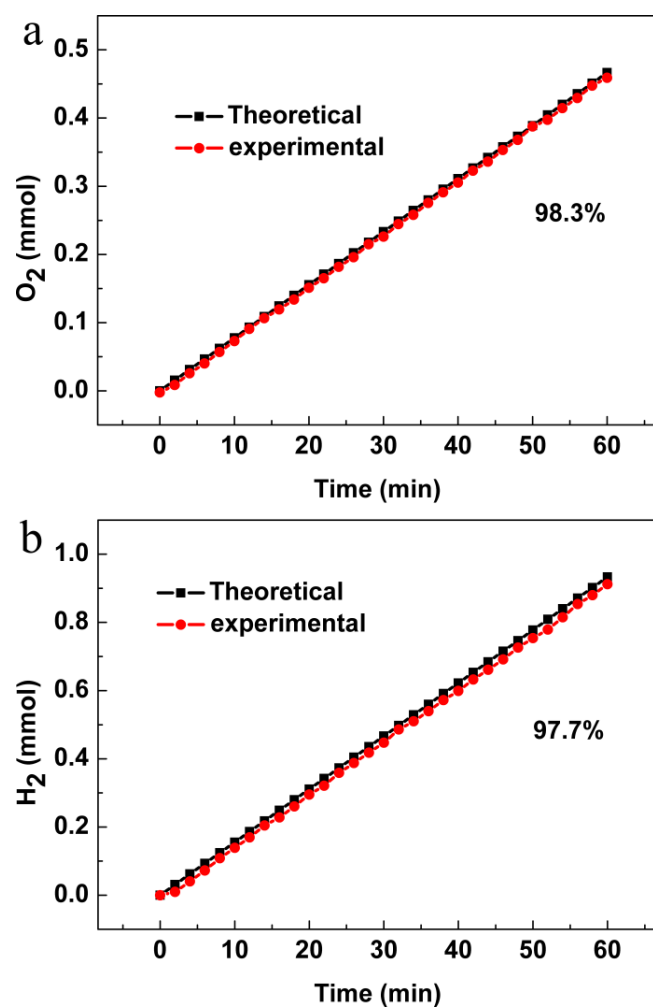 a
0.5
0.4
0.3
0.2
0.1
0.0
O2 (mmol)
Theoretical
experimental
98.3%
0 10 20 30 40 50 60
Time (min)
b
1.0
0.8
0.6
0.4
0.2
0.0
H2 (mmol)
Theoretical
experimental
97.7%
0 10 20 30 40 50 60
Time (min)